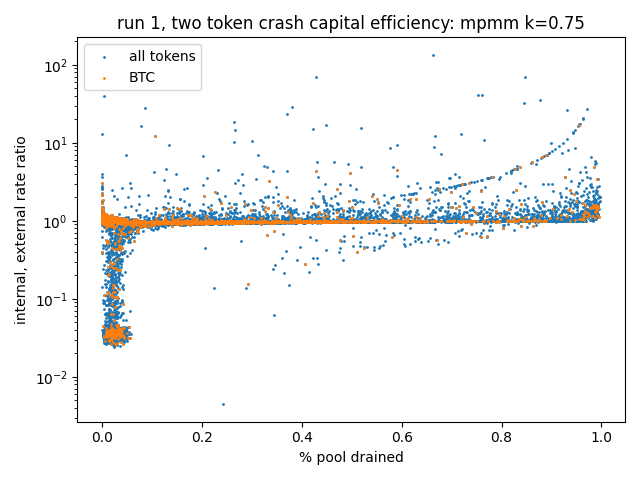 run 1, two token crash capital efficiency: mpmm k=0.75
all tokens
BTC
internal, external rate ratio
10²
10¹
10⁰
10⁻¹
10⁻²
0.0 0.2 0.4 0.6 0.8 1.0
% pool drained